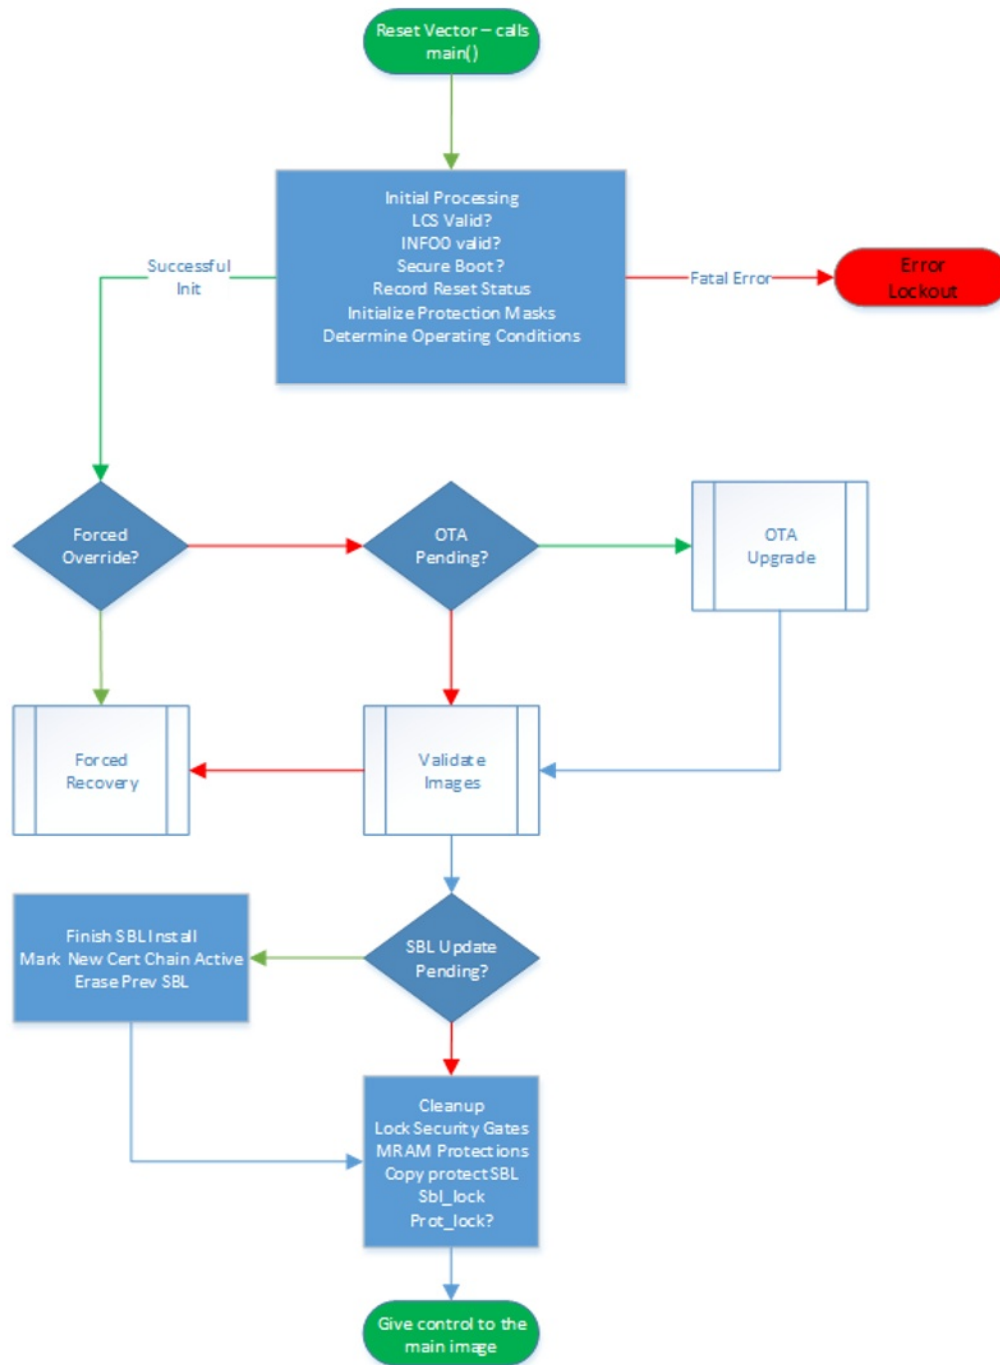 Reset Vector – calls
main()
Initial Processing
LCS Valid?
INFO0 valid?
Secure Boot?
Record Reset Status
Initialize Protection Masks
Determine Operating Conditions
Successful
Init
Fatal Error
Error
Lockout
Forced
Override?
OTA
Pending?
OTA
Upgrade
Forced
Recovery
Validate
Images
Finish SBL Install
Mark New Cert Chain Active
Erase Prev SBL
SBL Update
Pending?
Cleanup
Lock Security Gates
MRAM Protections
Copy protect SBL
Sbl_lock
Prot_lock?
Give control to the
main image